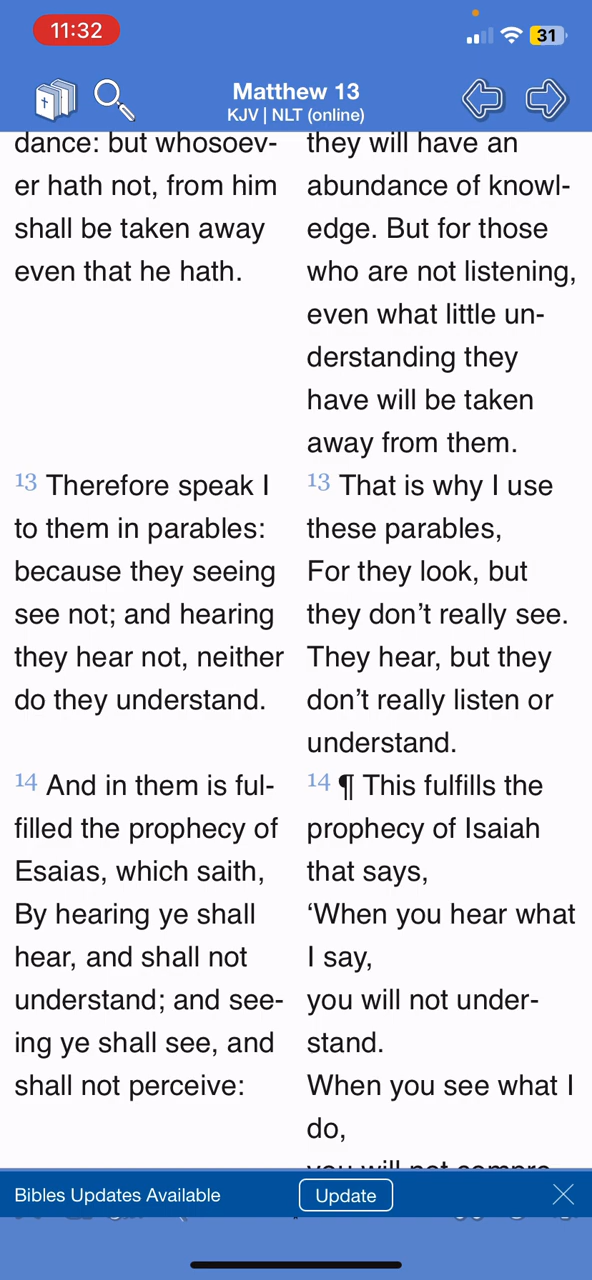 11:32
31
Matthew 13
KJV | NLT (online)
dance: but whosoev-
er hath not, from him
shall be taken away
even that he hath.
they will have an
abundance of knowl-
edge. But for those
who are not listening,
even what little un-
derstanding they
have will be taken
away from them.
13 Therefore speak I
to them in parables:
because they seeing
see not; and hearing
they hear not, neither
do they understand.
13 That is why I use
these parables,
For they look, but
they don’t really see.
They hear, but they
don’t really listen or
understand.
14 And in them is ful-
filled the prophecy of
Esaias, which saith,
By hearing ye shall
hear, and shall not
understand; and see-
ing ye shall see, and
shall not perceive:
14 ¶ This fulfills the
prophecy of Isaiah
that says,
‘When you hear what
I say,
you will not under-
stand.
When you see what I
do,
you will not compre-
Bibles Updates Available
Update